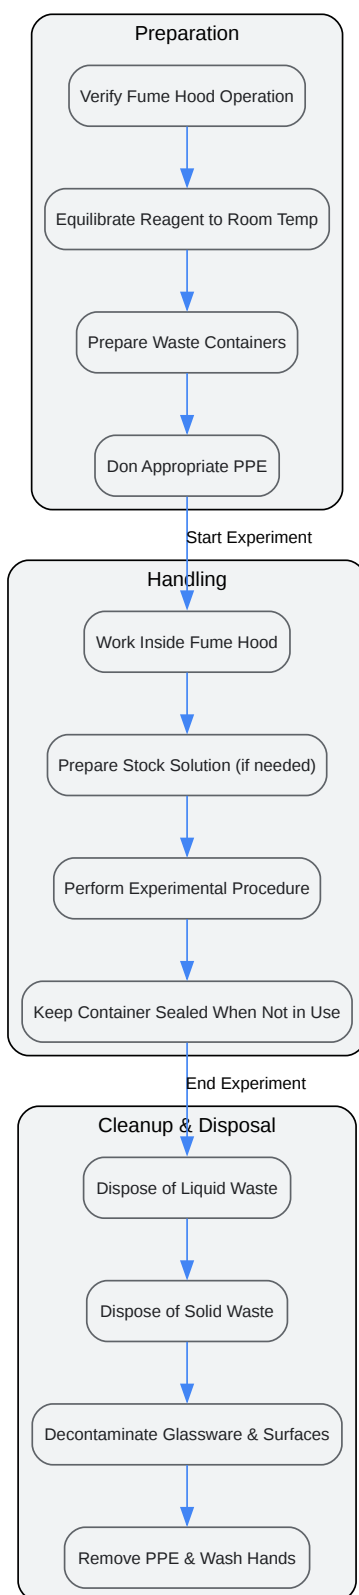 Preparation
Verify Fume Hood Operation
Equilibrate Reagent to Room Temp
Prepare Waste Containers
Don Appropriate PPE
Start Experiment
Handling
Work Inside Fume Hood
Prepare Stock Solution (if needed)
Perform Experimental Procedure
Keep Container Sealed When Not in Use
End Experiment
Cleanup & Disposal
Dispose of Liquid Waste
Dispose of Solid Waste
Decontaminate Glassware & Surfaces
Remove PPE & Wash Hands